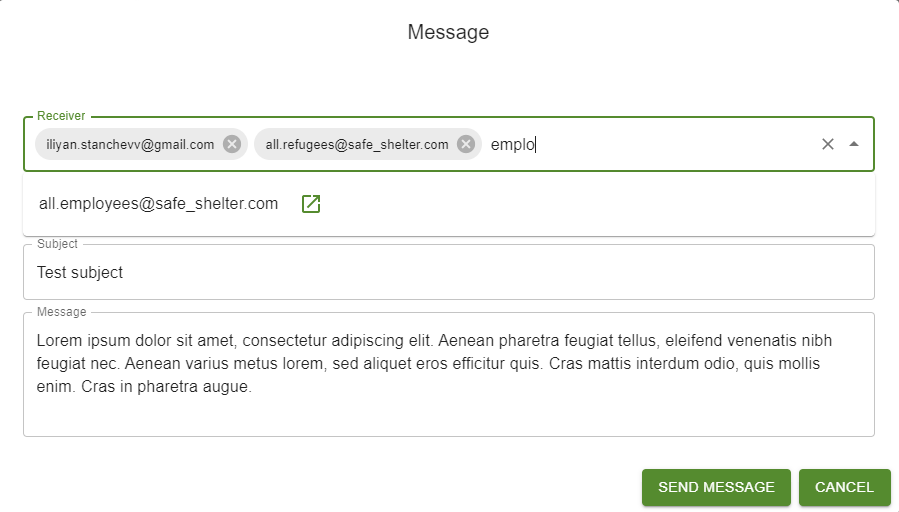 Message
Receiver
iliyan.stanchevv@gmail.com all.refugees@safe_shelter.com emplo
all.employees@safe_shelter.com
Subject
Test subject
Message
Lorem ipsum dolor sit amet, consectetur adipiscing elit. Aenean pharetra feugiat tellus, eleifend venenatis nibh
feugiat nec. Aenean varius metus lorem, sed aliquet eros efficitur quis. Cras mattis interdum odio, quis mollis
enim. Cras in pharetra augue.
SEND MESSAGE CANCEL